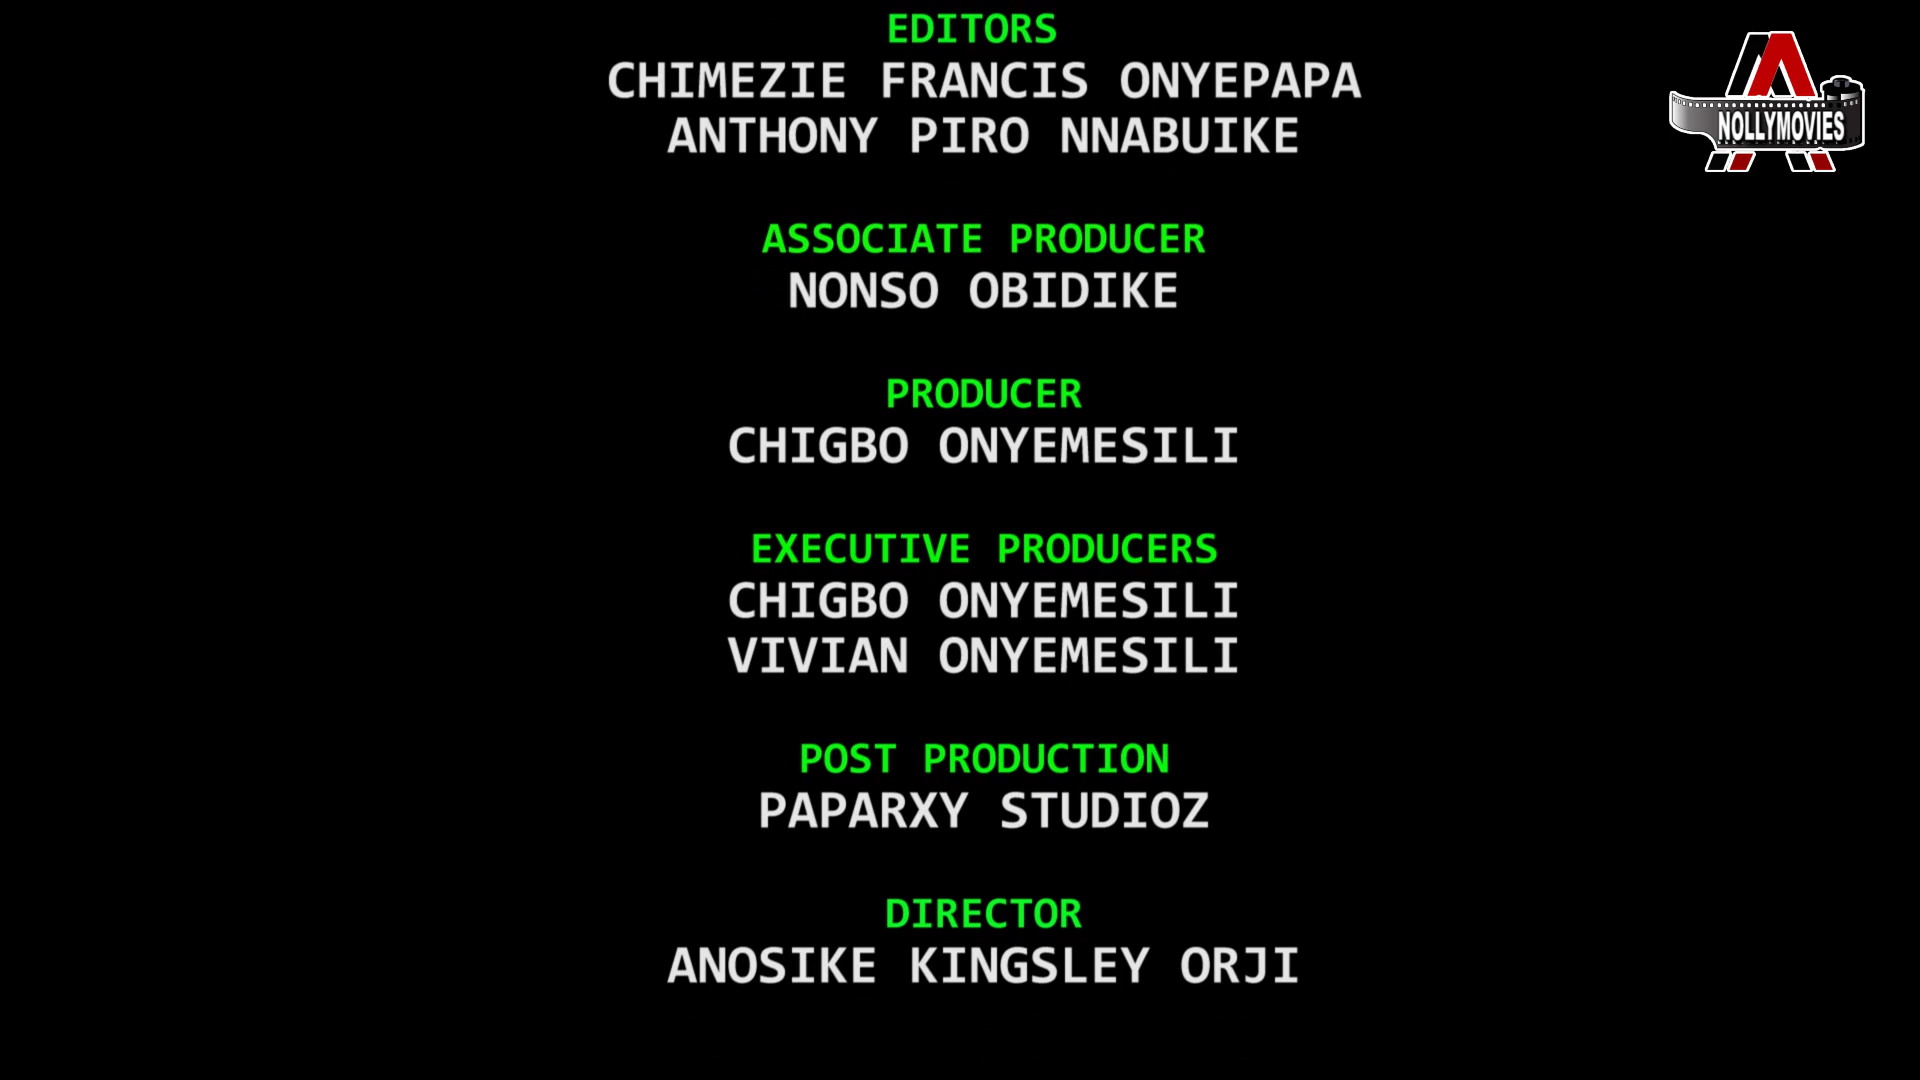 EDITORS
CHIMEZIE FRANCIS ONYEPAPA
ANTHONY PIRO NNABUIKE
NOLLYMOVIES
ASSOCIATE PRODUCER
NONSO OBIDIKE
PRODUCER
CHIGBO ONYEMESILI
EXECUTIVE PRODUCERS
CHIGBO ONYEMESILI
VIVIAN ONYEMESILI
POST PRODUCTION
PAPARXY STUDIOZ
DIRECTOR
ANOSIKE KINGSLEY ORJI